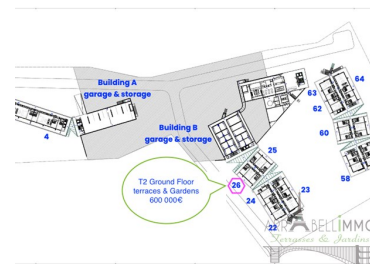 Building A
garage & storage
Building B
garage & storage
63
64
62
60
58
4
25
26
24
23
22
T2 Ground Floor
terraces & Gardens
600 000€
ABELLIMMO
Terrasses & Jardins